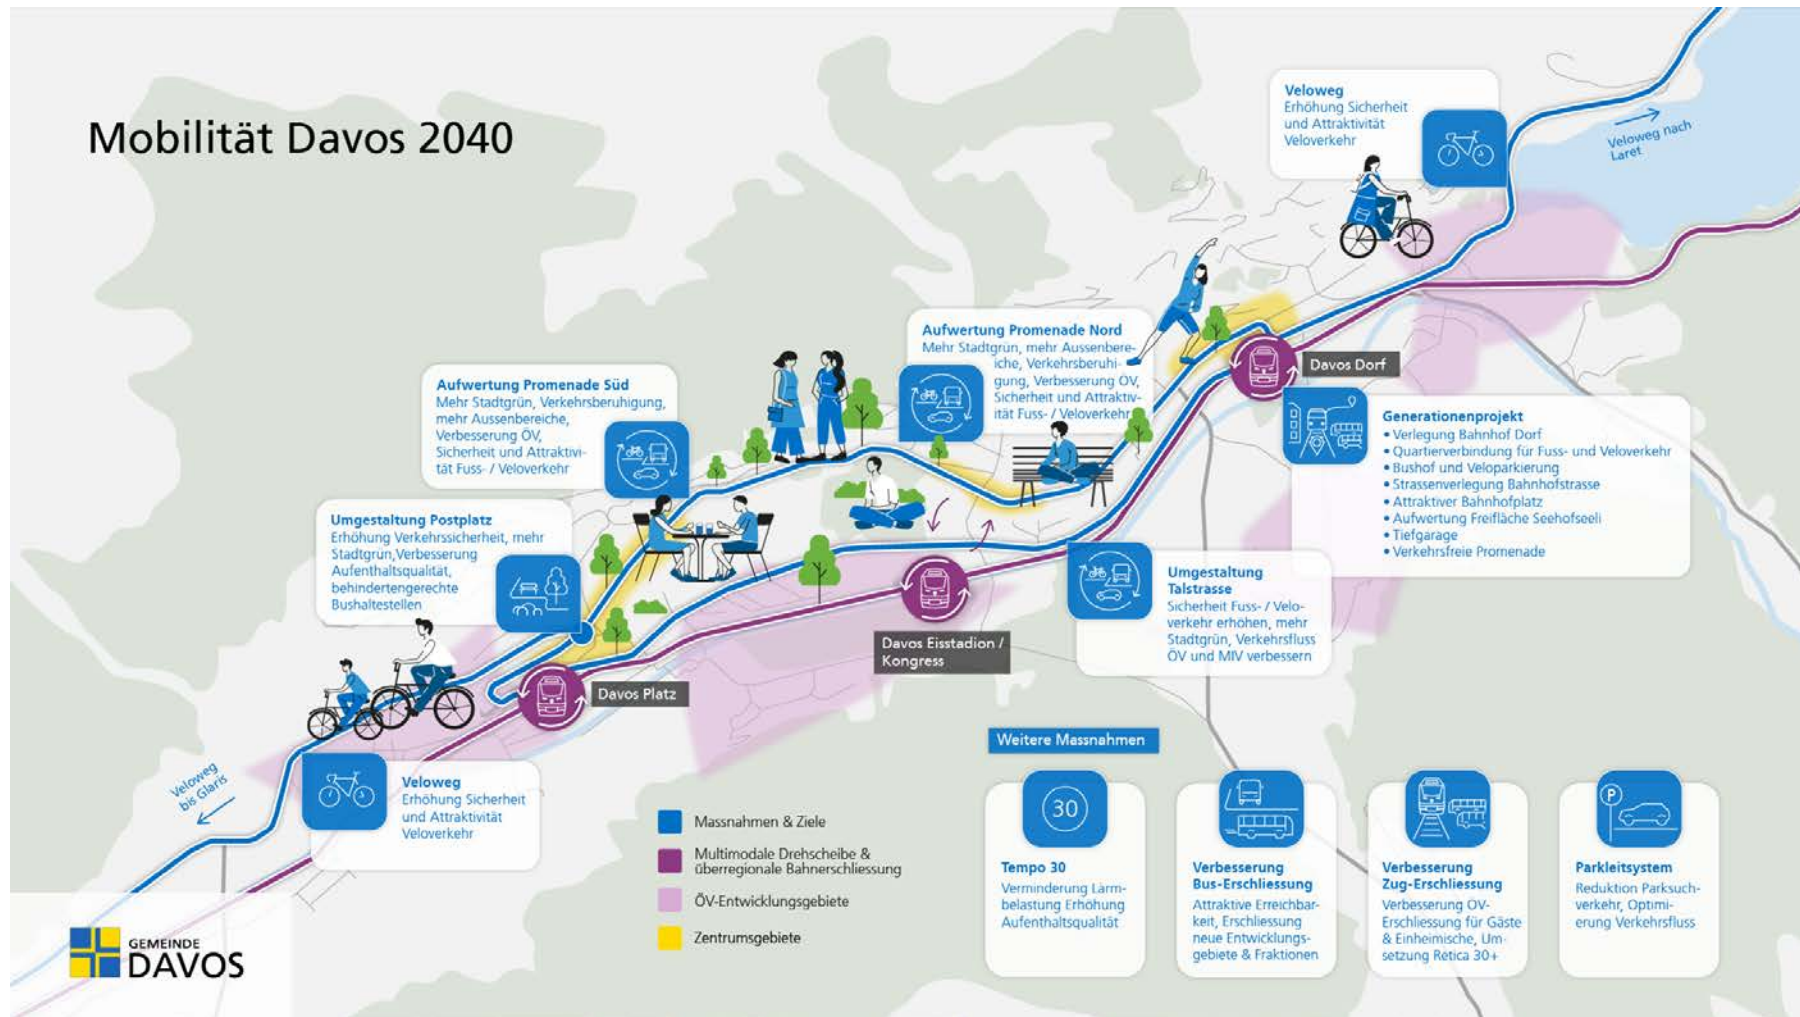 Mobilität Davos 2040
Veloweg
Erhöhung Sicherheit
und Attraktivität
Veloverkehr
Veloweg nach
Laret
Aufwertung Promenade Nord
Mehr Stadtgrün, mehr Aussenbere-
iche, Verkehrsberuhi-
gung, Verbesserung ÖV,
Sicherheit und Attraktiv-
ität Fuss- / Veloverkehr
Davos Dorf
Aufwertung Promenade Süd
Mehr Stadtgrün, Verkehrsberuhigung,
mehr Aussenbereiche,
Verbesserung ÖV,
Sicherheit und Attraktivi-
tät Fuss- / Veloverkehr
Generationenprojekt
• Verlegung Bahnhof Dorf
• Quartierverbindung für Fuss- und Veloverkehr
• Bushof und Veloparkierung
• Strassenverlegung Bahnhofstrasse
• Attraktiver Bahnhofplatz
• Aufwertung Freifläche Seehofseeli
• Tiefgarage
• Verkehrsfreie Promenade
Umgestaltung Postplatz
Erhöhung Verkehrssicherheit, mehr
Stadtgrün,Verbesserung
Aufenthaltsqualität,
behindertengerechte
Bushaltestellen
Umgestaltung
Talstrasse
Sicherheit Fuss- / Velo-
verkehr erhöhen, mehr
Stadtgrün, Verkehrsfluss
ÖV und MIV verbessern
Davos Eisstadion /
Kongress
Davos Platz
Veloweg
bis Glaris
Veloweg
Erhöhung Sicherheit
und Attraktivität
Veloverkehr
Massnahmen & Ziele
Multimodale Drehscheibe &
überregionale Bahnerschliessung
ÖV-Entwicklungsgebiete
Zentrumsgebiete
Weitere Massnahmen
30
Tempo 30
Verminderung Lärm-
belastung Erhöhung
Aufenthaltsqualität
Verbesserung
Bus-Erschliessung
Attraktive Erreichbar-
keit, Erschliessung
neue Entwicklungs-
gebiete & Fraktionen
Verbesserung
Zug-Erschliessung
Verbesserung ÖV-
Erschliessung für Gäste
& Einheimische, Um-
setzung Retica 30+
P
Parkleitsystem
Reduktion Parksuch-
verkehr, Optimi-
erung Verkehrsfluss
GEMEINDE
DAVOS